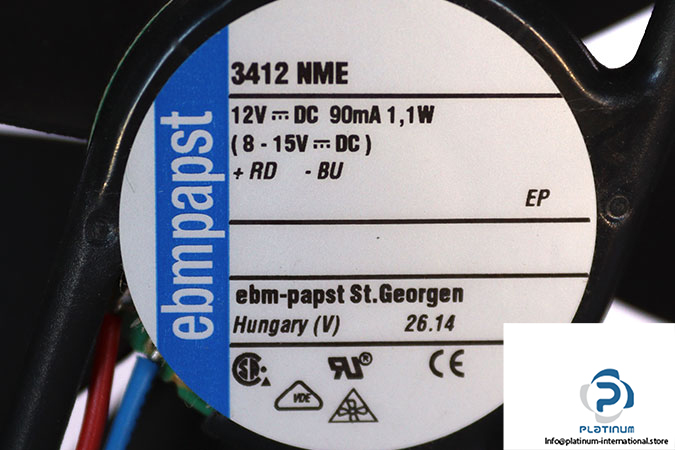 ebmpapst
3412 NME
12V ⎓ DC 90mA 1,1W
( 8 - 15V ⎓ DC )
+ RD - BU
EP
ebm-papst St.Georgen
Hungary (V) 26.14
VDE
CE
PLATINUM
Info@platinum-international.store